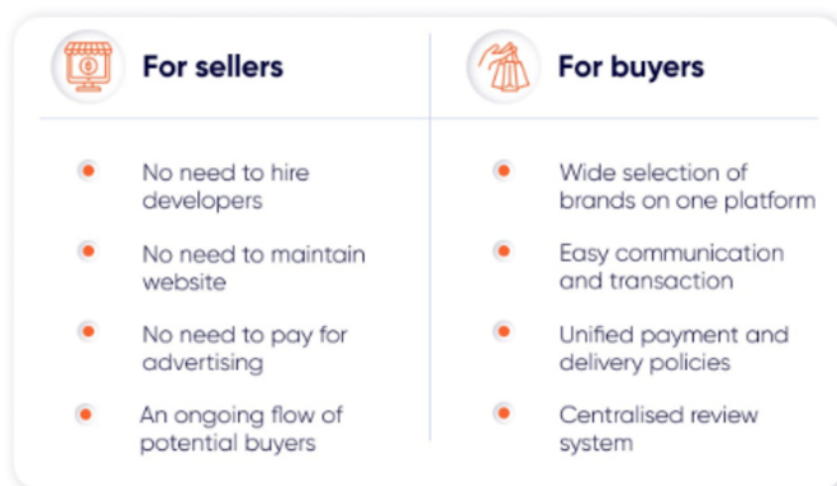 For sellers
No need to hire
developers
No need to maintain
website
No need to pay for
advertising
An ongoing flow of
potential buyers
For buyers
Wide selection of
brands on one platform
Easy communication
and transaction
Unified payment and
delivery policies
Centralised review
system